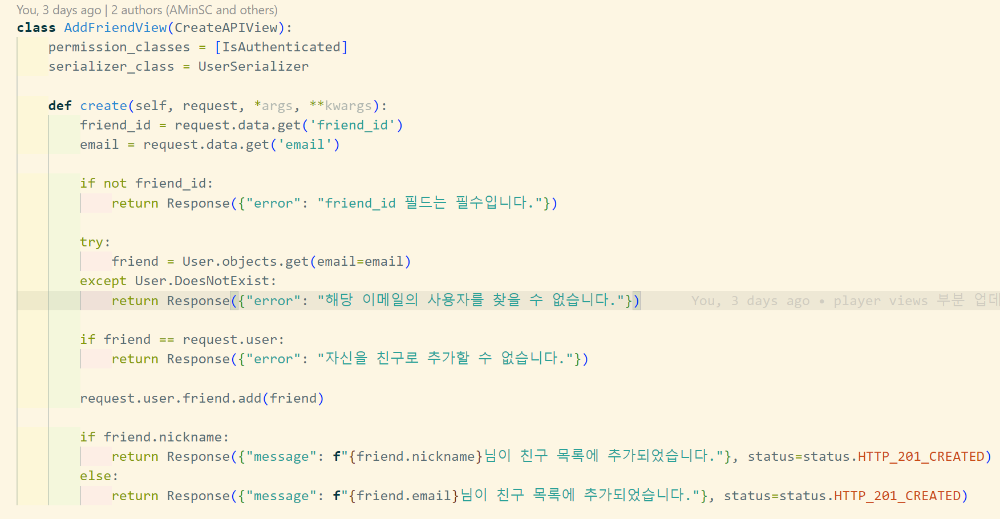 You, 3 days ago | 2 authors (AMinSC and others)
class AddFriendView(CreateAPIView):
    permission_classes = [IsAuthenticated]
    serializer_class = UserSerializer

    def create(self, request, *args, **kwargs):
        friend_id = request.data.get('friend_id')
        email = request.data.get('email')

        if not friend_id:
            return Response({"error": "friend_id 필드는 필수입니다."})

        try:
            friend = User.objects.get(email=email)
        except User.DoesNotExist:
            return Response({"error": "해당 이메일의 사용자를 찾을 수 없습니다."})      You, 3 days ago • player views 부분 업데

        if friend == request.user:
            return Response({"error": "자신을 친구로 추가할 수 없습니다."})

        request.user.friend.add(friend)

        if friend.nickname:
            return Response({"message": f"{friend.nickname}님이 친구 목록에 추가되었습니다."}, status=status.HTTP_201_CREATED)
        else:
            return Response({"message": f"{friend.email}님이 친구 목록에 추가되었습니다."}, status=status.HTTP_201_CREATED)